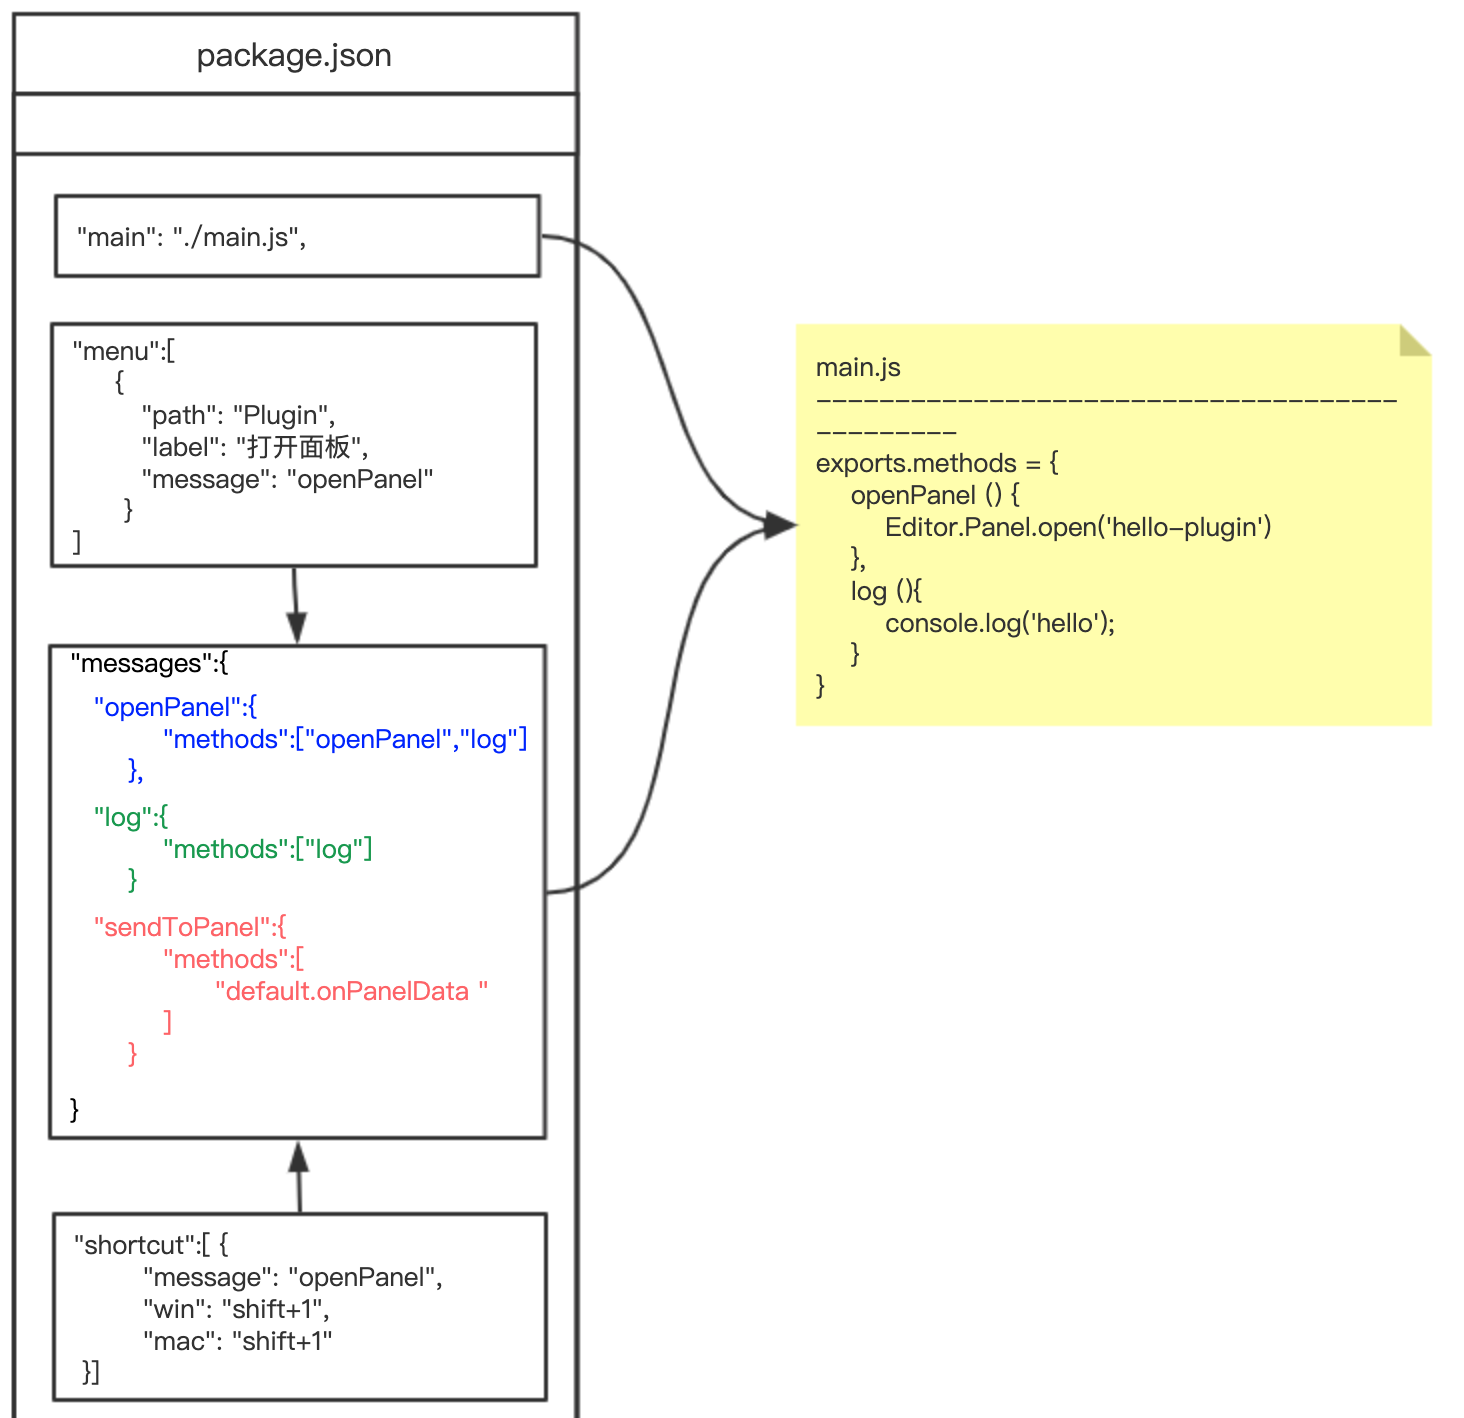 package.json
"main": "./main.js",
"menu":[
{
"path": "Plugin",
"label": "打开面板",
"message": "openPanel"
}
]
"messages":{
"openPanel":{
"methods":["openPanel","log"]
},
"log":{
"methods":["log"]
}
"sendToPanel":{
"methods":[
"default.onPanelData "
]
}
}
"shortcut":[ {
"message": "openPanel",
"win": "shift+1",
"mac": "shift+1"
}]
main.js
--------------------------------------
---------
exports.methods = {
openPanel () {
Editor.Panel.open('hello-plugin')
},
log (){
console.log('hello');
}
}